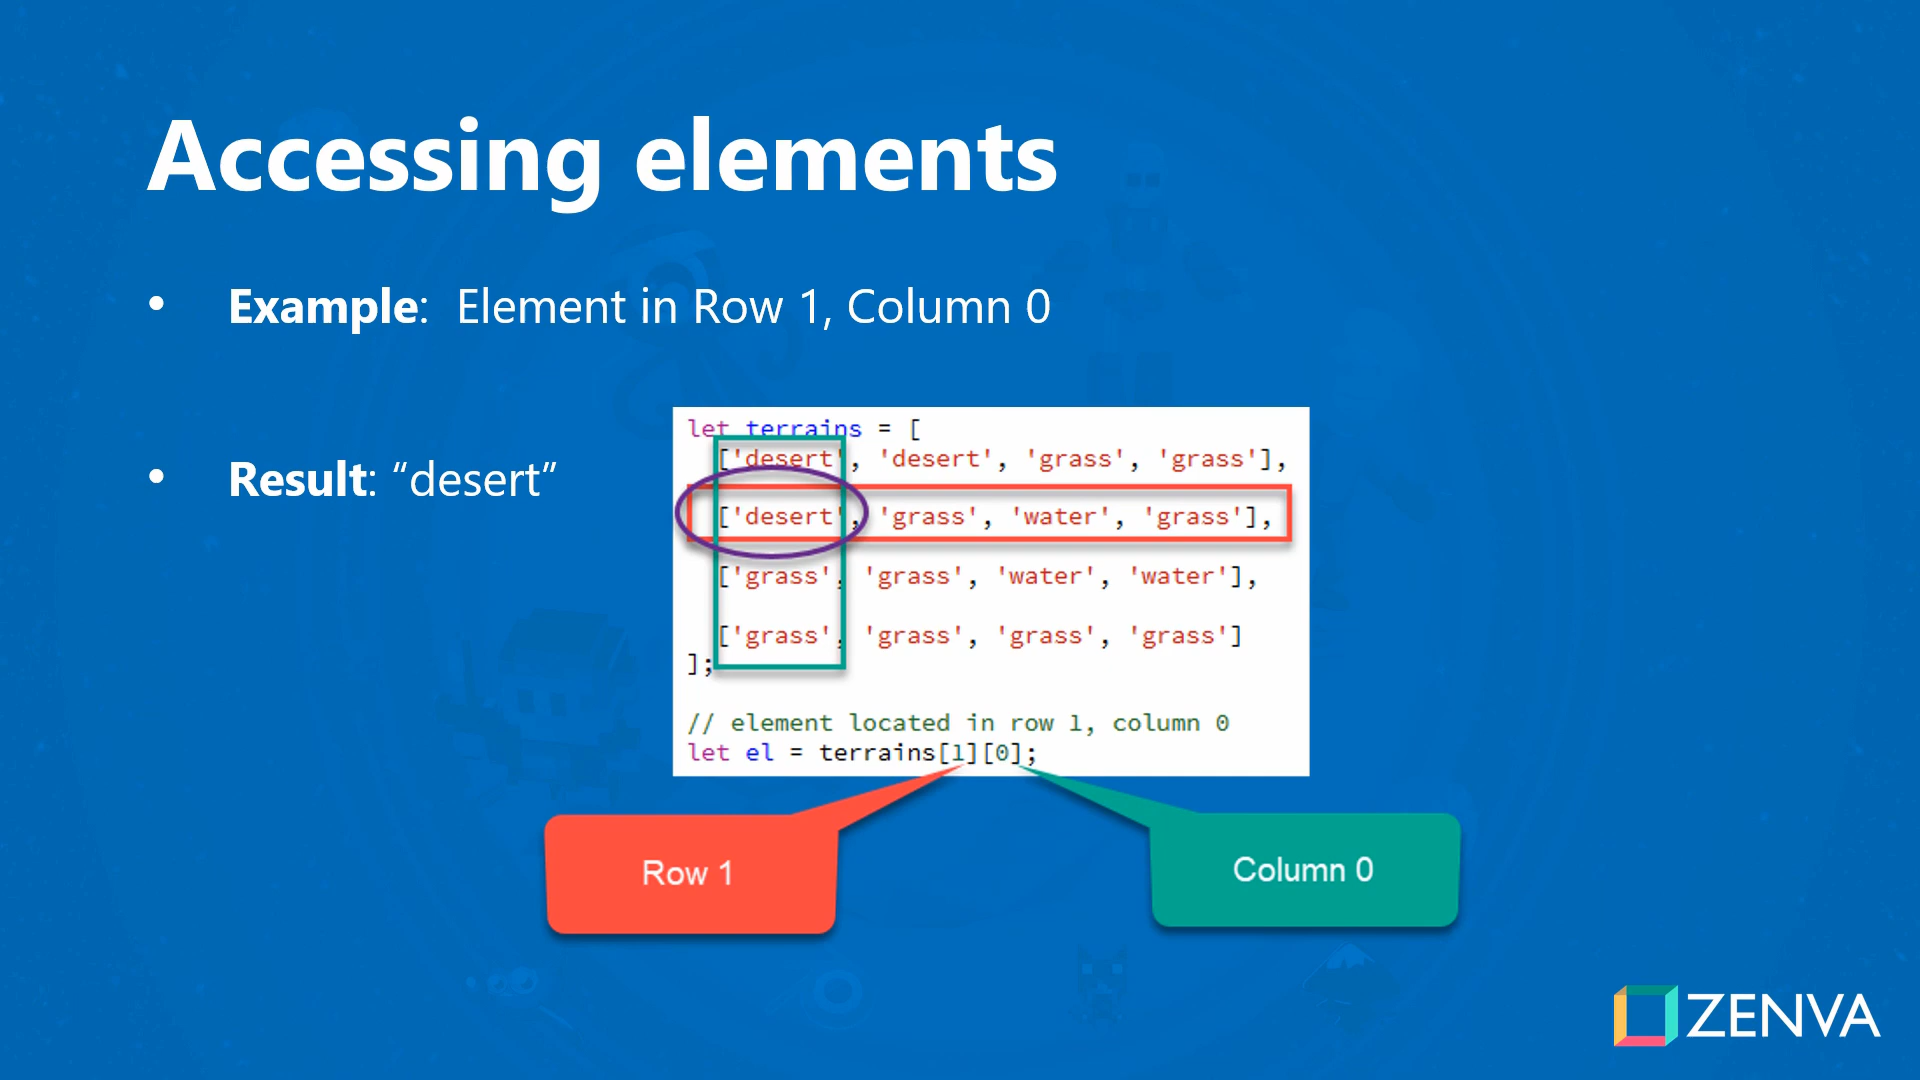 Accessing elements
• Example:  Element in Row 1, Column 0
• Result: “desert”
let terrains = [
['desert', 'desert', 'grass', 'grass'],
['desert', 'grass', 'water', 'grass'],
['grass', 'grass', 'water', 'water'],
['grass', 'grass', 'grass', 'grass']
];
// element located in row 1, column 0
let el = terrains[1][0];
Row 1
Column 0
ZENVA